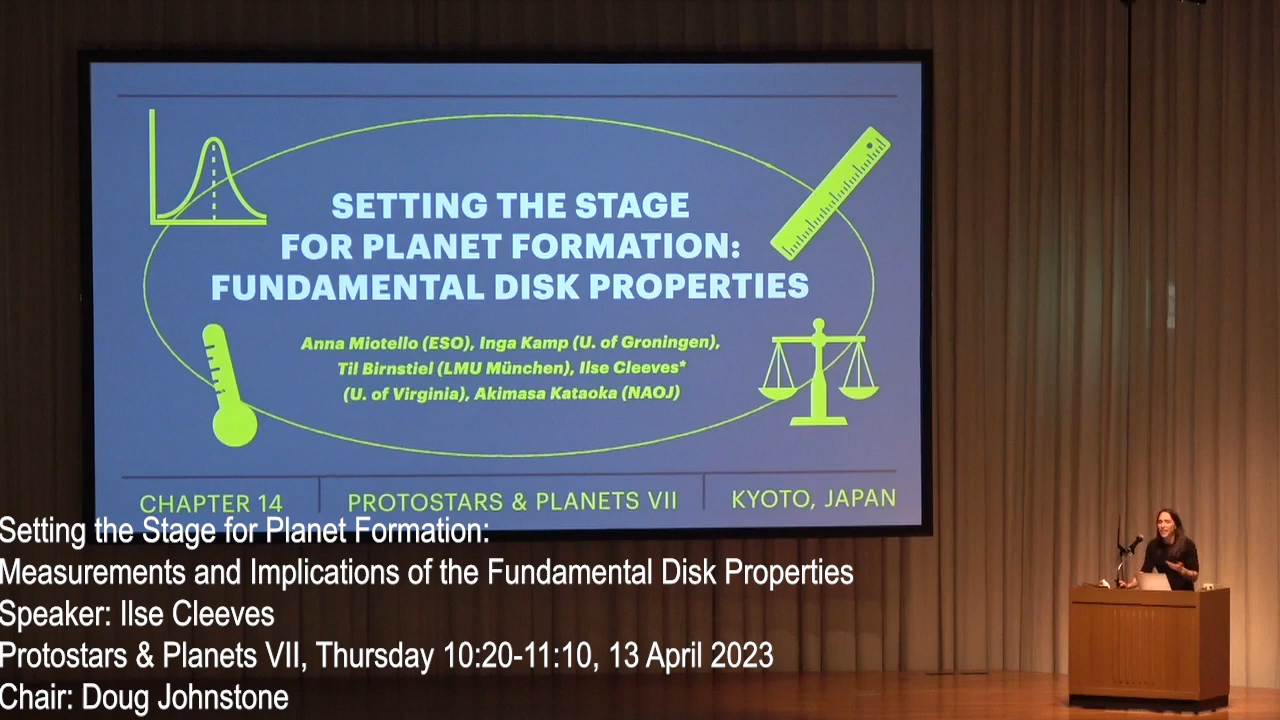 SETTING THE STAGE
FOR PLANET FORMATION:
FUNDAMENTAL DISK PROPERTIES
Anna Miotello (ESO), Inga Kamp (U. of Groningen),
Til Birnstiel (LMU München), Ilse Cleeves*
(U. of Virginia), Akimasa Kataoka (NAOJ)
CHAPTER 14
PROTOSTARS & PLANETS VII
KYOTO, JAPAN
Setting the Stage for Planet Formation:
Measurements and Implications of the Fundamental Disk Properties
Speaker: Ilse Cleeves
Protostars & Planets VII, Thursday 10:20-11:10, 13 April 2023
Chair: Doug Johnstone